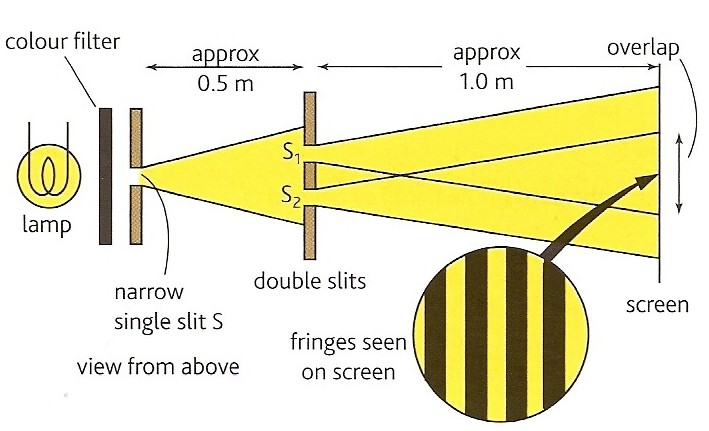 colour filter
approx
0.5 m
approx
1.0 m
overlap
S1
S2
lamp
double slits
narrow
single slit S
screen
fringes seen
on screen
view from above